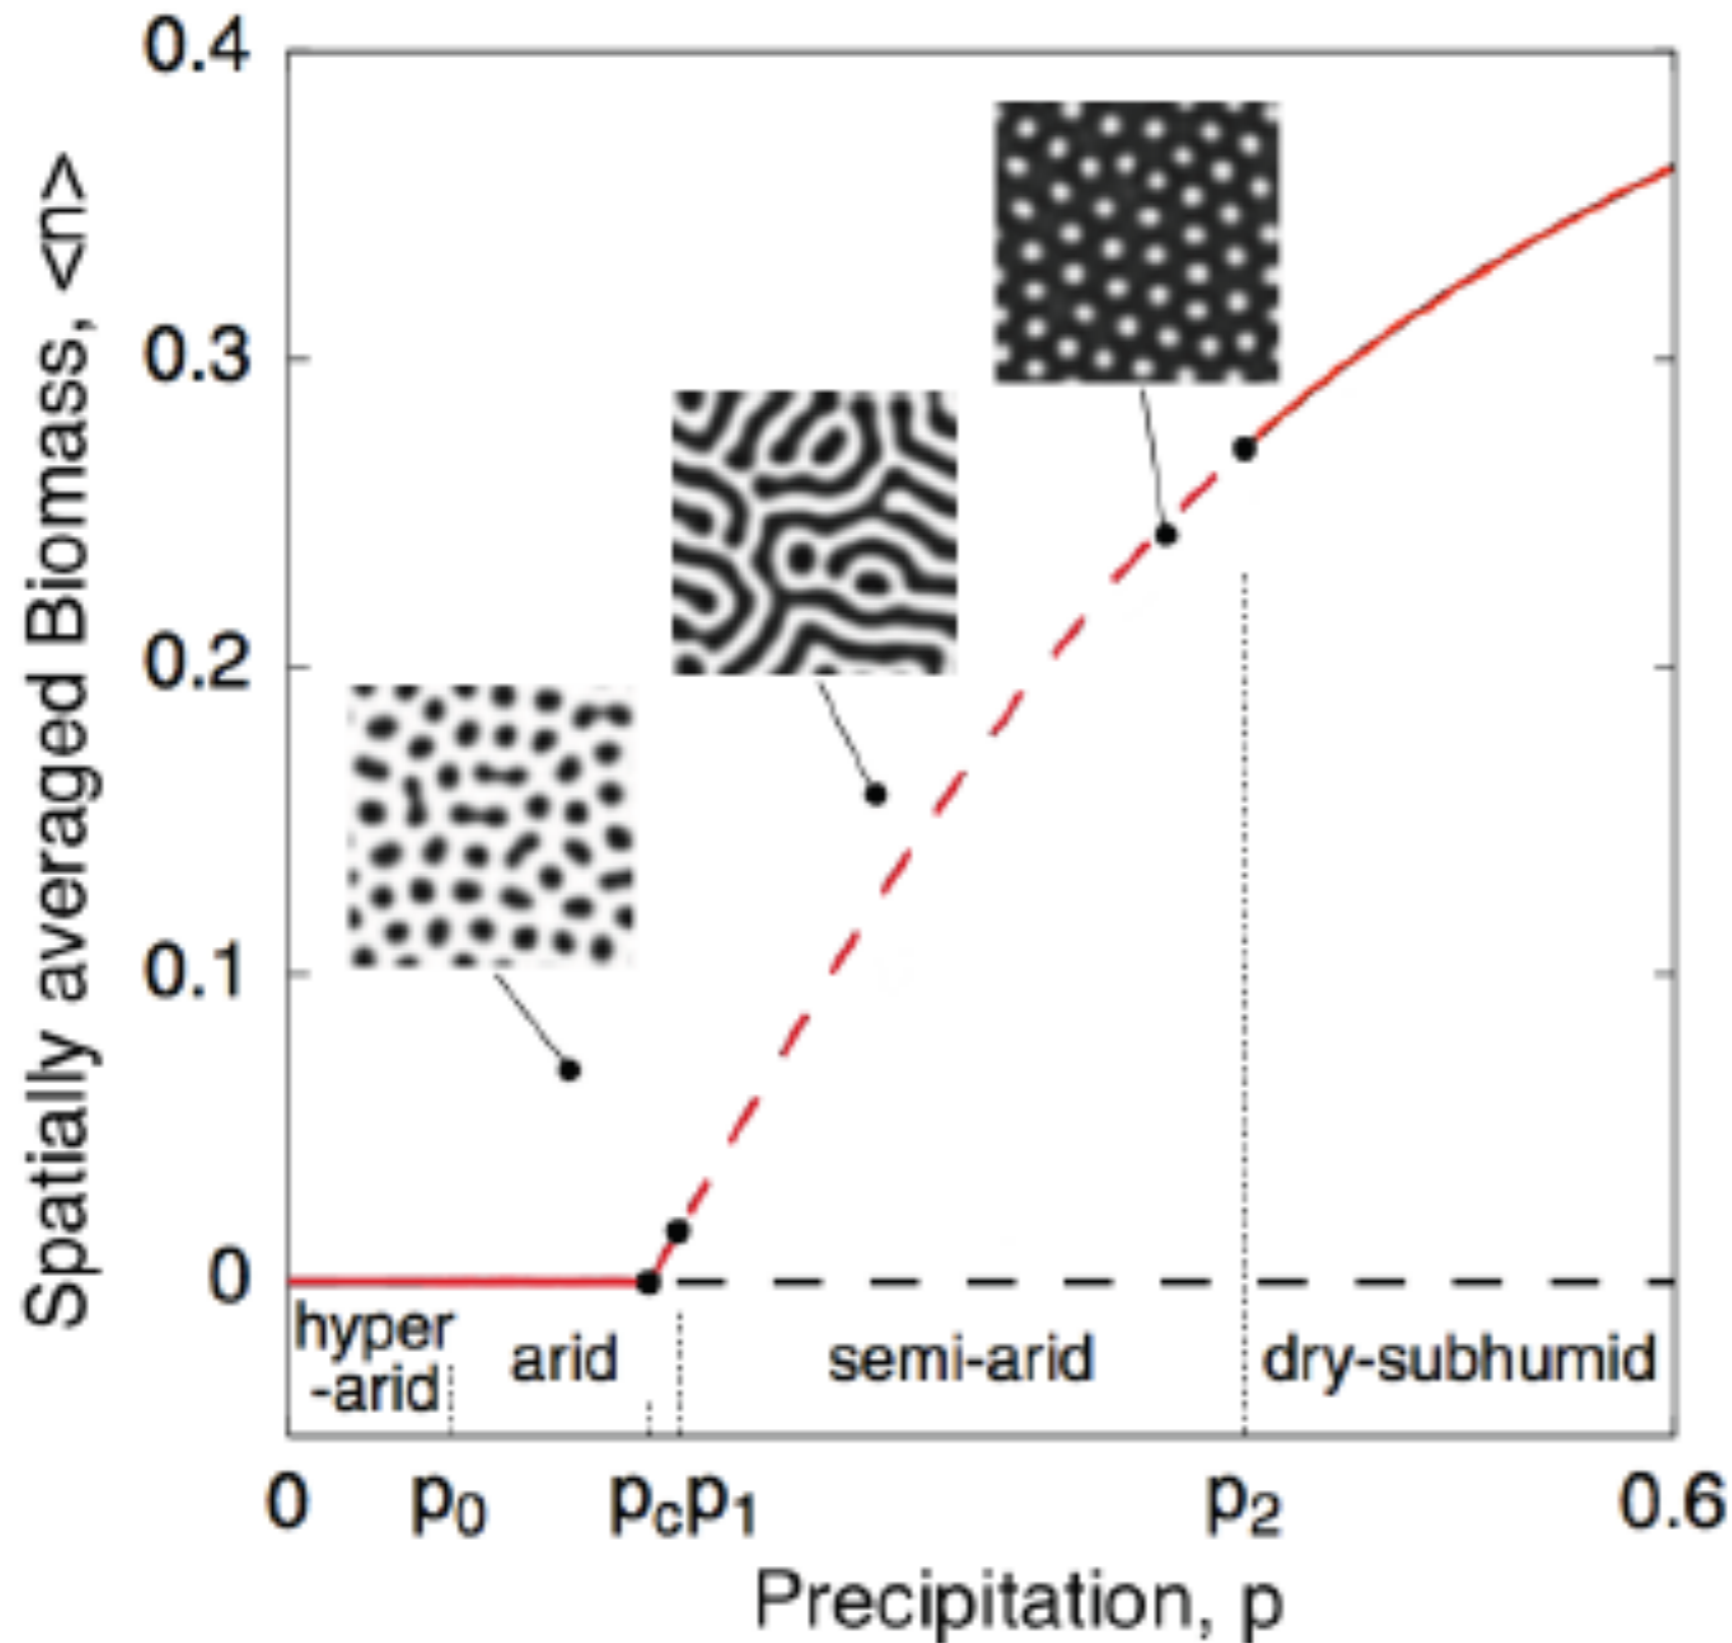 Spatially averaged Biomass, <n>
0.4
0.3
0.2
0.1
0
hyper
-arid
arid
semi-arid
dry-subhumid
0
p₀
p꜀
p₁
p₂
0.6
Precipitation, p